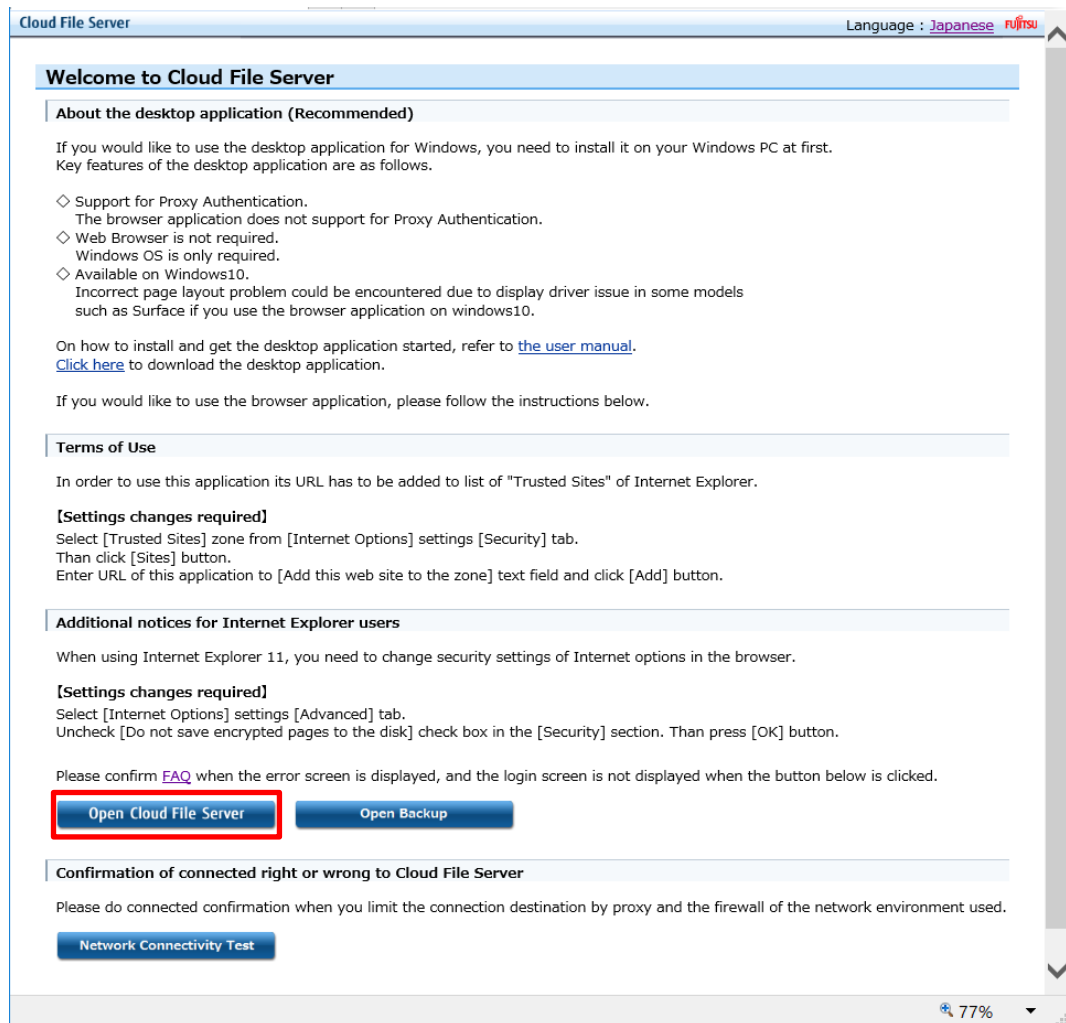 Cloud File Server
Language : Japanese FUJITSU
Welcome to Cloud File Server
About the desktop application (Recommended)
If you would like to use the desktop application for Windows, you need to install it on your Windows PC at first.
Key features of the desktop application are as follows.
◇ Support for Proxy Authentication.
The browser application does not support for Proxy Authentication.
◇ Web Browser is not required.
Windows OS is only required.
◇ Available on Windows10.
Incorrect page layout problem could be encountered due to display driver issue in some models
such as Surface if you use the browser application on windows10.
On how to install and get the desktop application started, refer to the user manual.
Click here to download the desktop application.
If you would like to use the browser application, please follow the instructions below.
Terms of Use
In order to use this application its URL has to be added to list of "Trusted Sites" of Internet Explorer.
【Settings changes required】
Select [Trusted Sites] zone from [Internet Options] settings [Security] tab.
Than click [Sites] button.
Enter URL of this application to [Add this web site to the zone] text field and click [Add] button.
Additional notices for Internet Explorer users
When using Internet Explorer 11, you need to change security settings of Internet options in the browser.
【Settings changes required】
Select [Internet Options] settings [Advanced] tab.
Uncheck [Do not save encrypted pages to the disk] check box in the [Security] section. Than press [OK] button.
Please confirm FAQ when the error screen is displayed, and the login screen is not displayed when the button below is clicked.
Open Cloud File Server
Open Backup
Confirmation of connected right or wrong to Cloud File Server
Please do connected confirmation when you limit the connection destination by proxy and the firewall of the network environment used.
Network Connectivity Test
77%